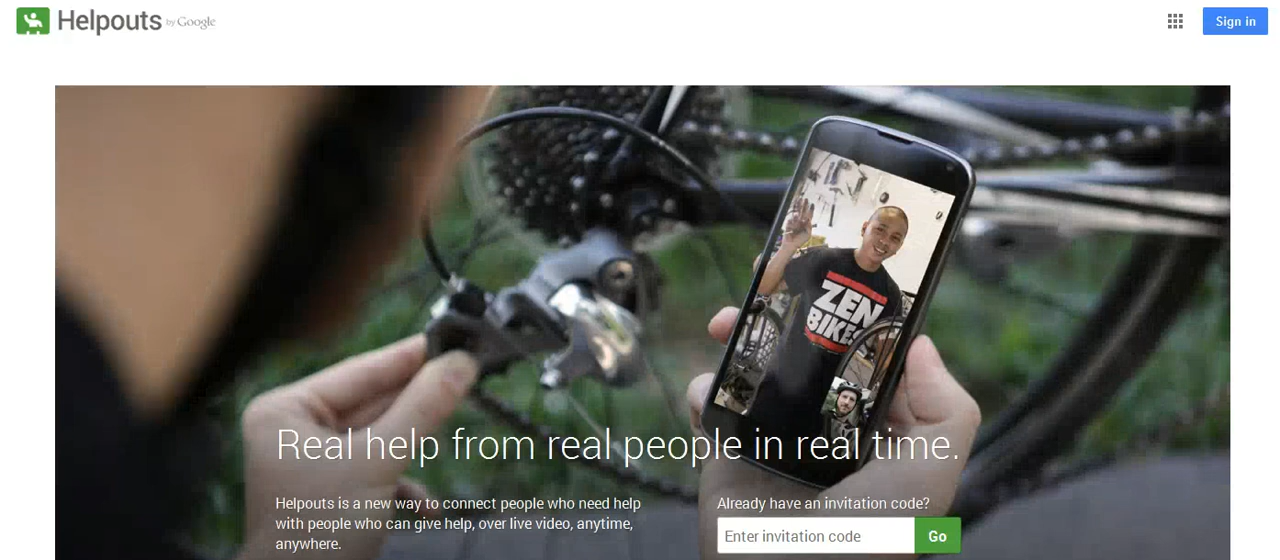 Helpouts by Google
Sign in
ZEN
BIKES
Real help from real people in real time.
Helpouts is a new way to connect people who need help
with people who can give help, over live video, anytime,
anywhere.
Already have an invitation code?
Enter invitation code
Go